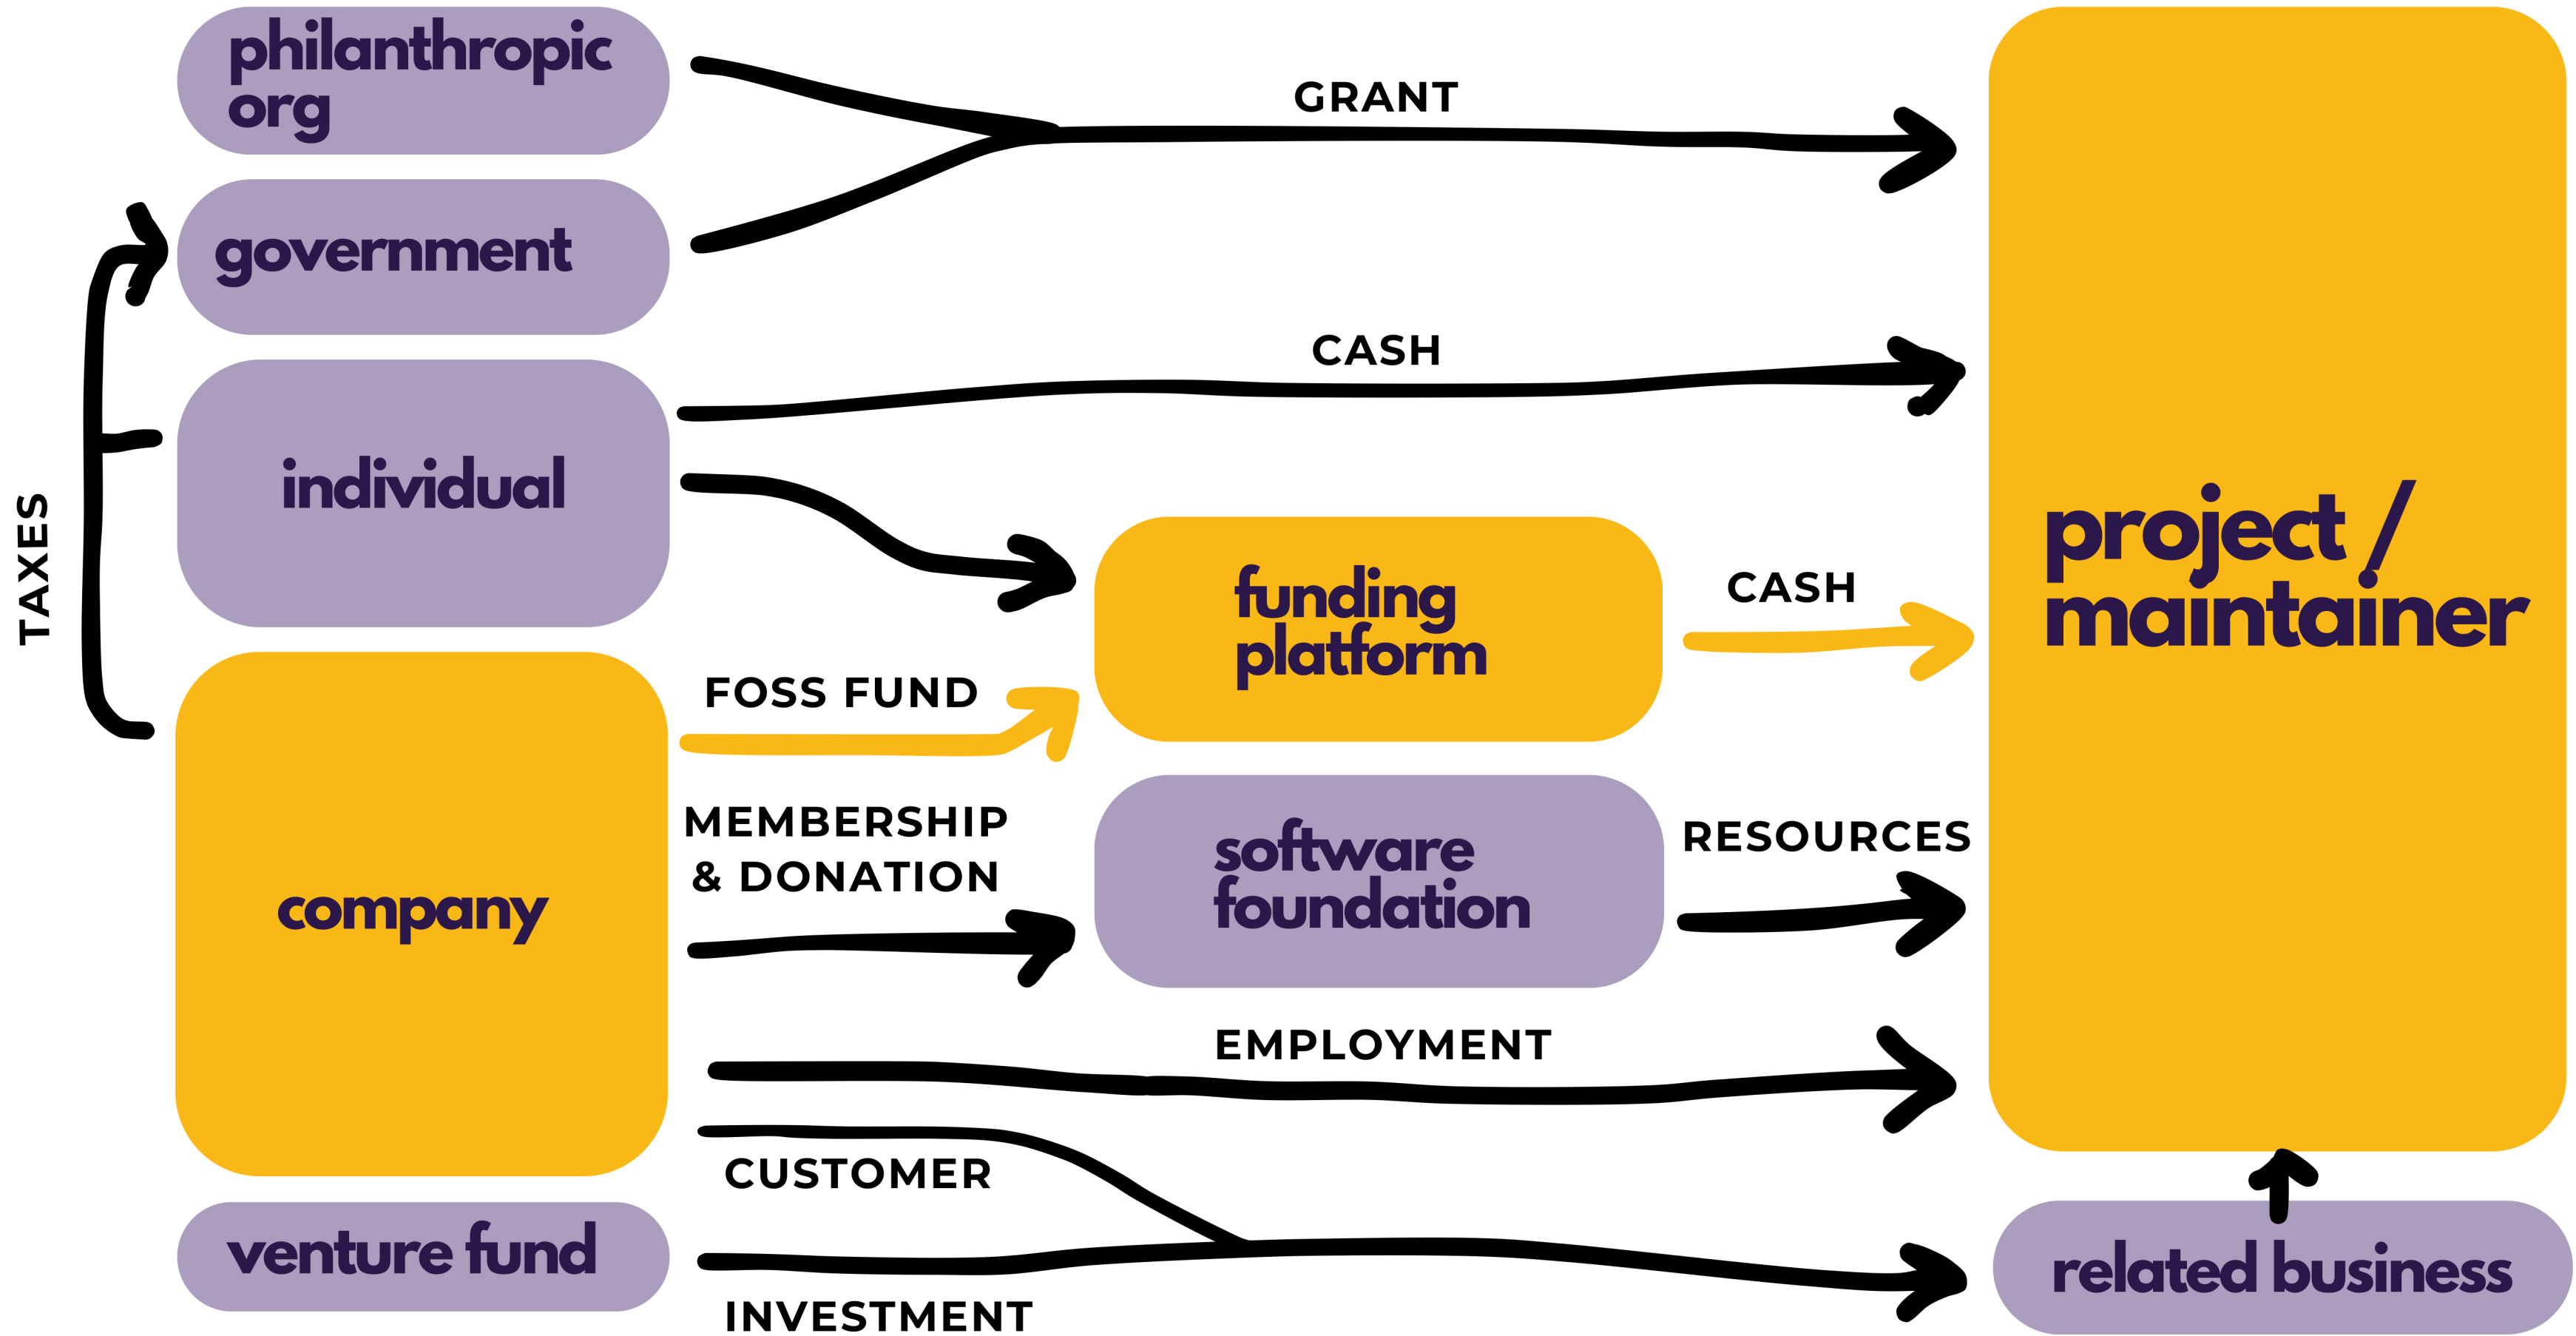 philanthropic
org
GRANT
government
CASH
individual
TAXES
funding
platform
CASH
project /
maintainer
FOSS FUND
MEMBERSHIP
& DONATION
software
foundation
RESOURCES
company
EMPLOYMENT
CUSTOMER
venture fund
INVESTMENT
related business